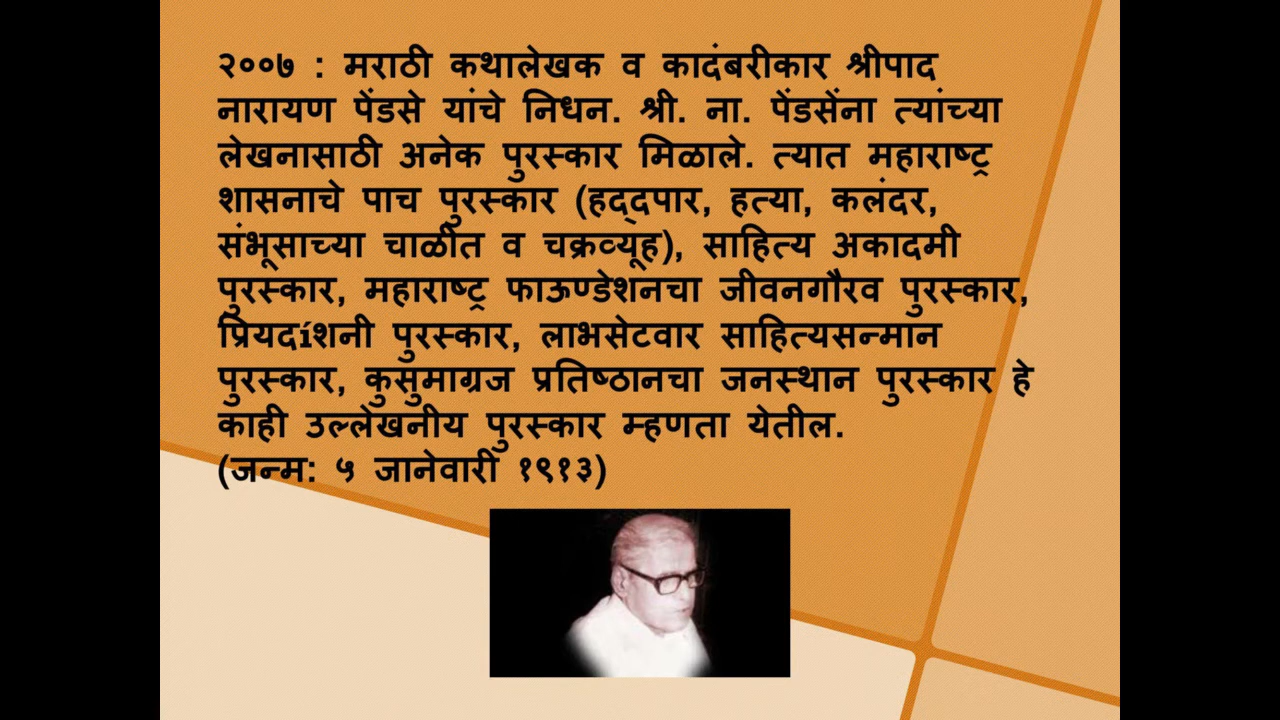 २००७ : मराठी कथालेखक व कादंबरीकार श्रीपाद
नारायण पेंडसे यांचे निधन. श्री. ना. पेंडसेंना त्यांच्या
लेखनासाठी अनेक पुरस्कार मिळाले. त्यात महाराष्ट्र
शासनाचे पाच पुरस्कार (हद्दपार, हत्या, कलंदर,
संभूसाच्या चाळीत व चक्रव्यूह), साहित्य अकादमी
पुरस्कार, महाराष्ट्र फाऊण्डेशनचा जीवनगौरव पुरस्कार,
प्रियदíशनी पुरस्कार, लाभसेटवार साहित्यसन्मान
पुरस्कार, कुसुमाग्रज प्रतिष्ठानचा जनस्थान पुरस्कार हे
काही उल्लेखनीय पुरस्कार म्हणता येतील.
(जन्म: ५ जानेवारी १९१३)